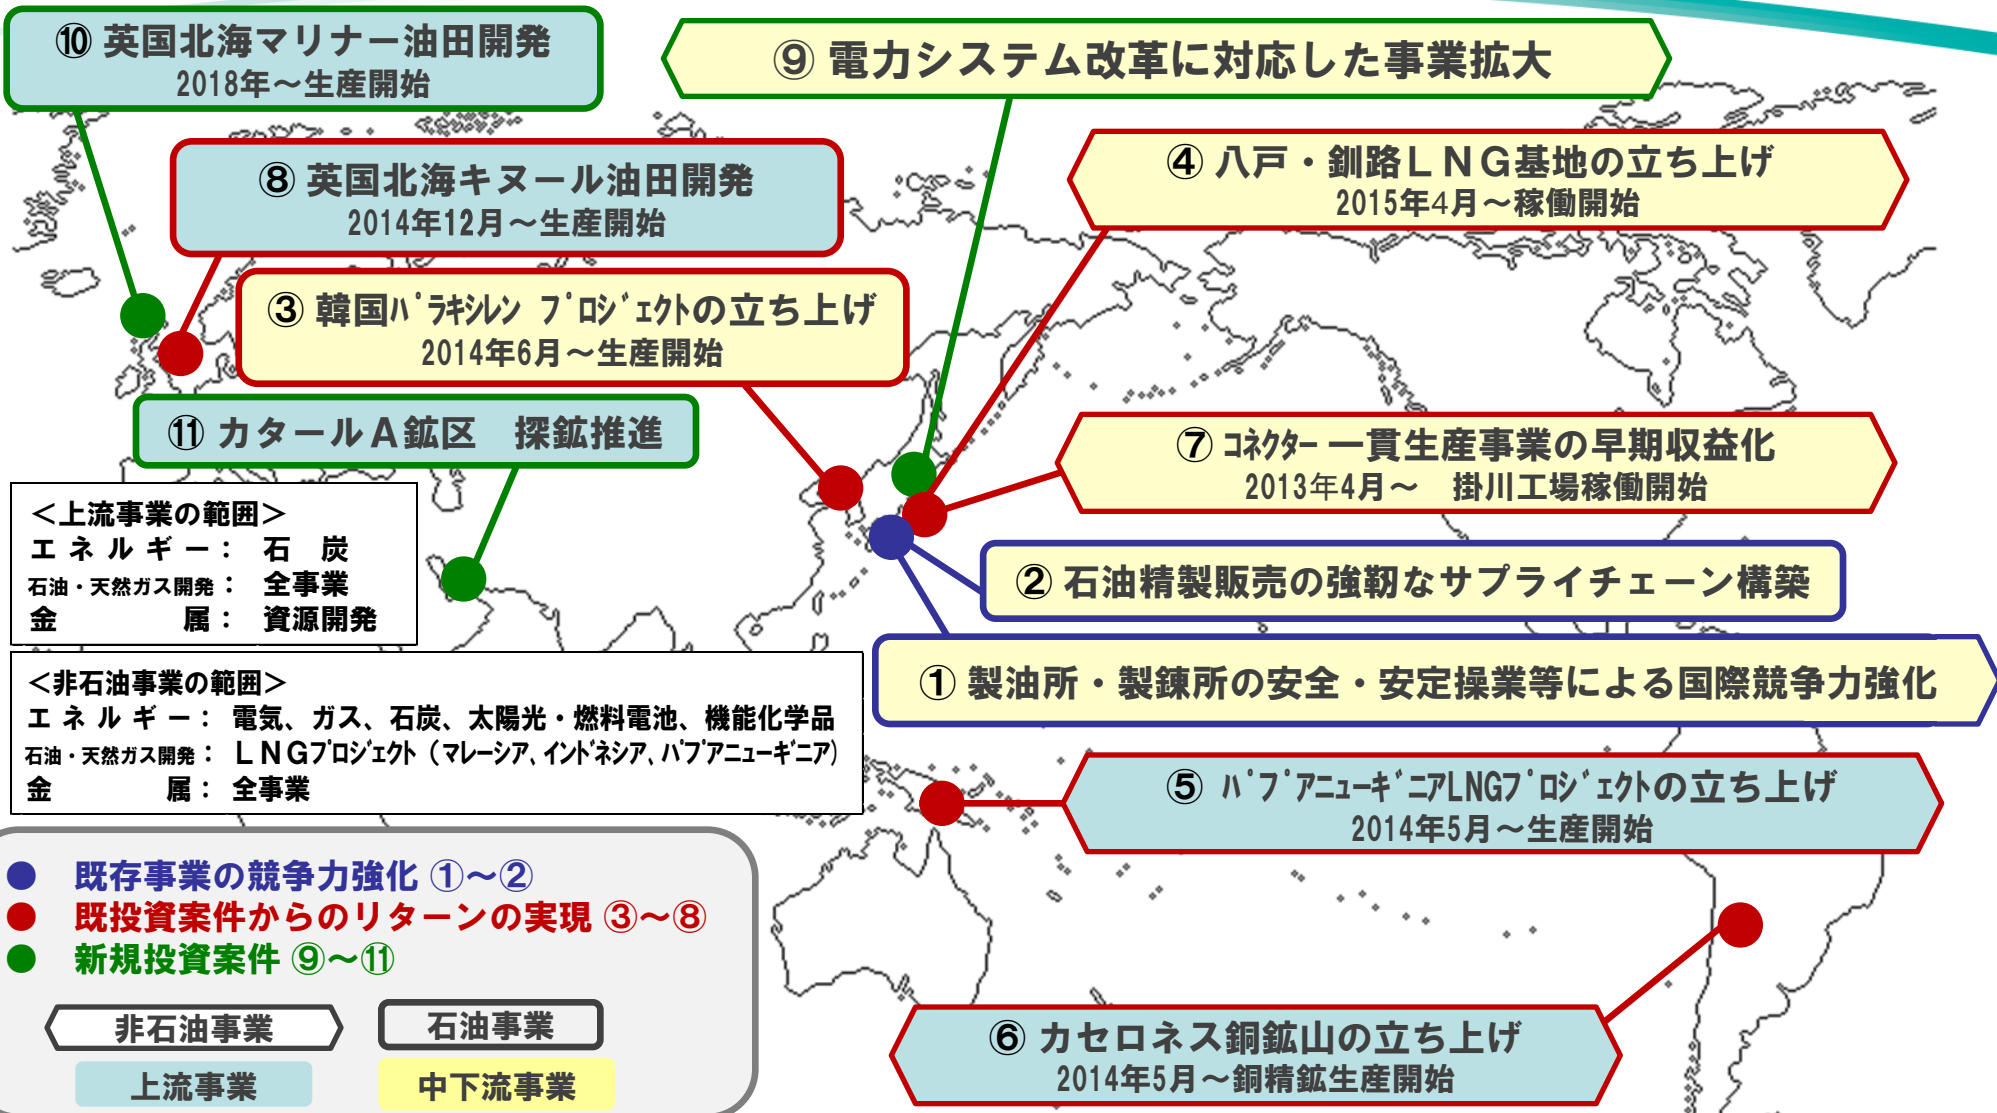 ⑩ 英国北海マリナー油田開発
2018年～生産開始
⑨ 電力システム改革に対応した事業拡大
⑧ 英国北海キヌール油田開発
2014年12月～生産開始
④ 八戸・釧路ＬＮＧ基地の立ち上げ
2015年4月～稼働開始
③ 韓国ﾊﾟﾗｷｼﾚﾝ ﾌﾟﾛｼﾞｪｸﾄの立ち上げ
2014年6月～生産開始
⑪ カタールＡ鉱区　探鉱推進
⑦ ｺﾈｸﾀｰ 一貫生産事業の早期収益化
2013年4月～　掛川工場稼働開始
＜上流事業の範囲＞
エ ネ ル ギ ー： 石　炭
石油・天然ガス開発： 全事業
金　　　　属： 資源開発
② 石油精製販売の強靭なサプライチェーン構築
① 製油所・製錬所の安全・安定操業等による国際競争力強化
＜非石油事業の範囲＞
エ ネ ル ギ ー： 電気、ガス、石炭、太陽光・燃料電池、機能化学品
石油・天然ガス開発： ＬＮＧﾌﾟﾛｼﾞｪｸﾄ（ﾏﾚｰｼｱ､ｲﾝﾄﾞﾈｼｱ､ﾊﾟﾌﾟｱﾆｭｰｷﾞﾆｱ）
金　　　　属： 全事業
⑤ ﾊﾟﾌﾟｱﾆｭｰｷﾞﾆｱLNGﾌﾟﾛｼﾞｪｸﾄの立ち上げ
2014年5月～生産開始
● 既存事業の競争力強化 ①～②
● 既投資案件からのリターンの実現 ③～⑧
● 新規投資案件 ⑨～⑪
非石油事業
石油事業
上流事業
中下流事業
⑥ カセロネス銅鉱山の立ち上げ
2014年5月～銅精鉱生産開始